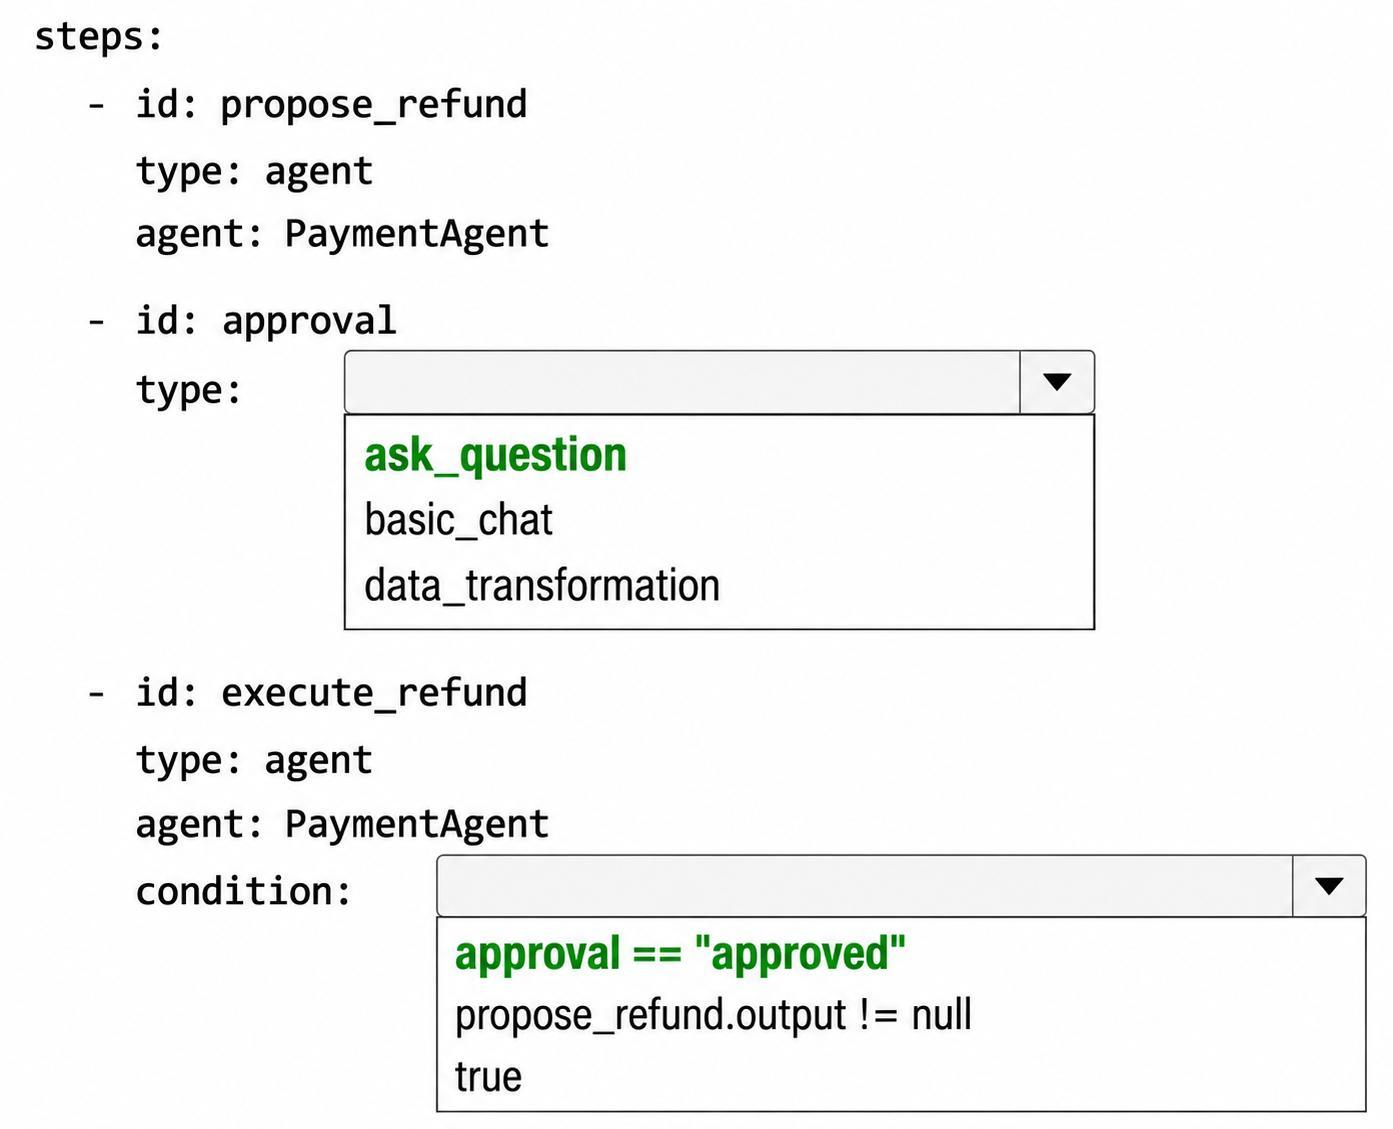 steps:
- id: propose_refund
type: agent
agent: PaymentAgent
- id: approval
type:
ask_question
basic_chat
data_transformation
- id: execute_refund
type: agent
agent: PaymentAgent
condition:
approval == "approved"
propose_refund.output != null
true